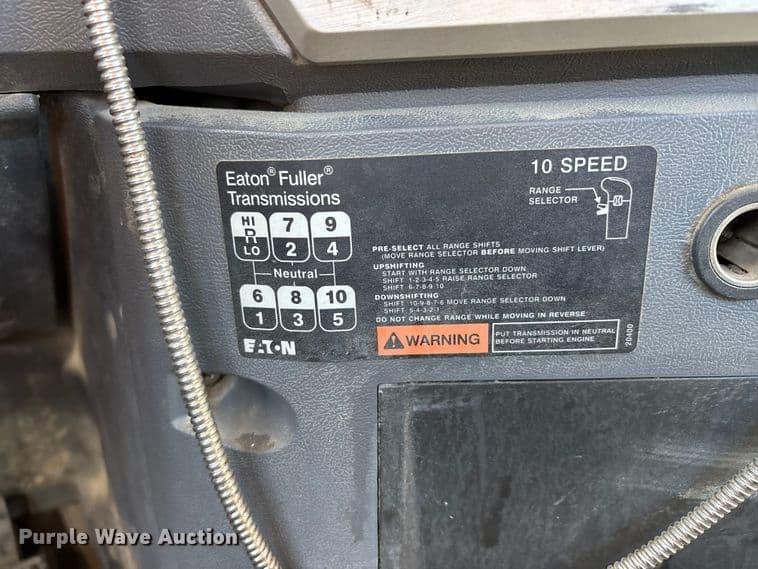 Eaton® Fuller®
Transmissions
10 SPEED
RANGE
SELECTOR
HI 7 9
R
LO 2 4
Neutral
6 8 10
1 3 5
EATON
PRE-SELECT ALL RANGE SHIFTS
(MOVE RANGE SELECTOR BEFORE MOVING SHIFT LEVER)
UPSHIFTING
START WITH RANGE SELECTOR DOWN
SHIFT 1-2-3-4-5 RAISE RANGE SELECTOR
SHIFT 6-7-8-9-10
DOWNSHIFTING
SHIFT 10-9-8-7-6 MOVE RANGE SELECTOR DOWN
SHIFT 5-4-3-2-1
DO NOT CHANGE RANGE WHILE MOVING IN REVERSE
WARNING
PUT TRANSMISSION IN NEUTRAL
BEFORE STARTING ENGINE
20400
Purple Wave Auction®